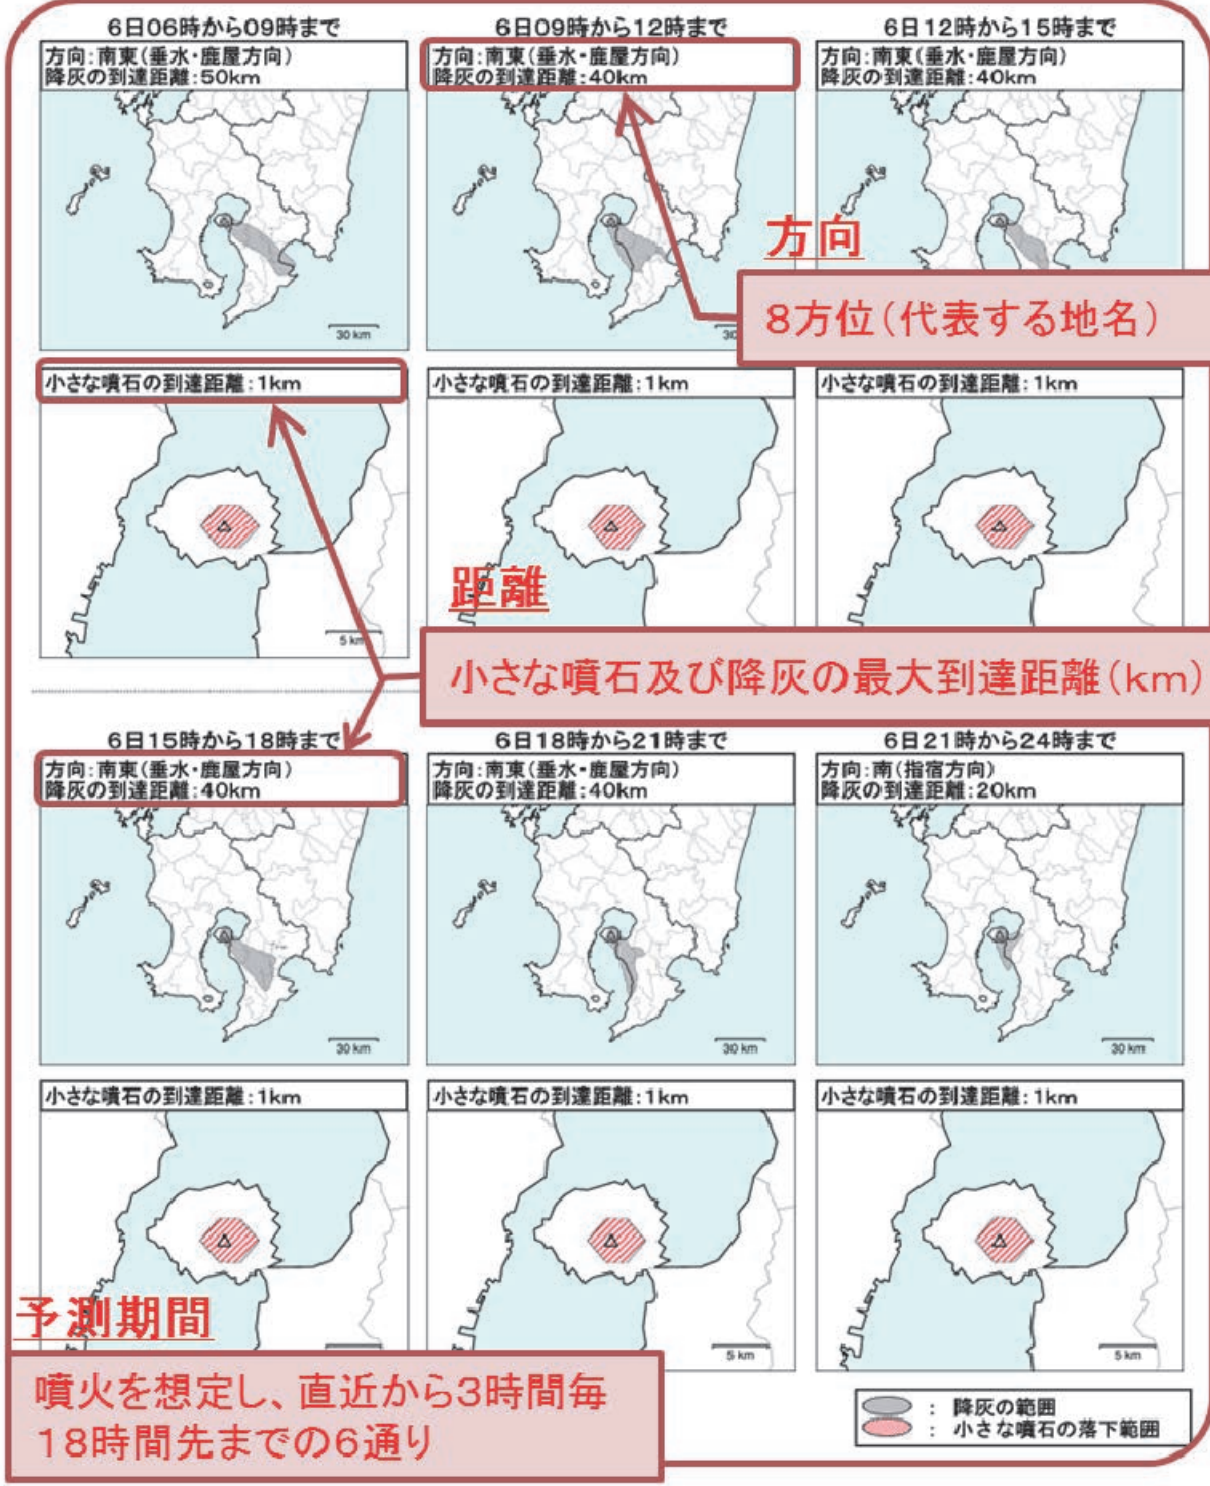 6日06時から09時まで
方向:南東(垂水・鹿屋方向)
降灰の到達距離:50km
30 km
6日09時から12時まで
方向:南東(垂水・鹿屋方向)
降灰の到達距離:40km
30
6日12時から15時まで
方向:南東(垂水・鹿屋方向)
降灰の到達距離:40km
方向
8方位(代表する地名)
小さな噴石の到達距離:1km
5 km
小さな噴石の到達距離:1km
小さな噴石の到達距離:1km
距離
小さな噴石及び降灰の最大到達距離(km)
6日15時から18時まで
方向:南東(垂水・鹿屋方向)
降灰の到達距離:40km
30 km
6日18時から21時まで
方向:南東(垂水・鹿屋方向)
降灰の到達距離:40km
30 km
6日21時から24時まで
方向:南(指宿方向)
降灰の到達距離:20km
30 km
小さな噴石の到達距離:1km
小さな噴石の到達距離:1km
5 km
小さな噴石の到達距離:1km
5 km
予測期間
噴火を想定し、直近から3時間毎
18時間先までの6通り
: 降灰の範囲
: 小さな噴石の落下範囲